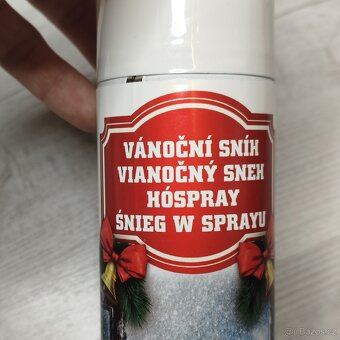 VÁNOČNÍ SNÍH
VIANOČNÝ SNEH
HÓSPRAY
ŚNIEG W SPRAYU